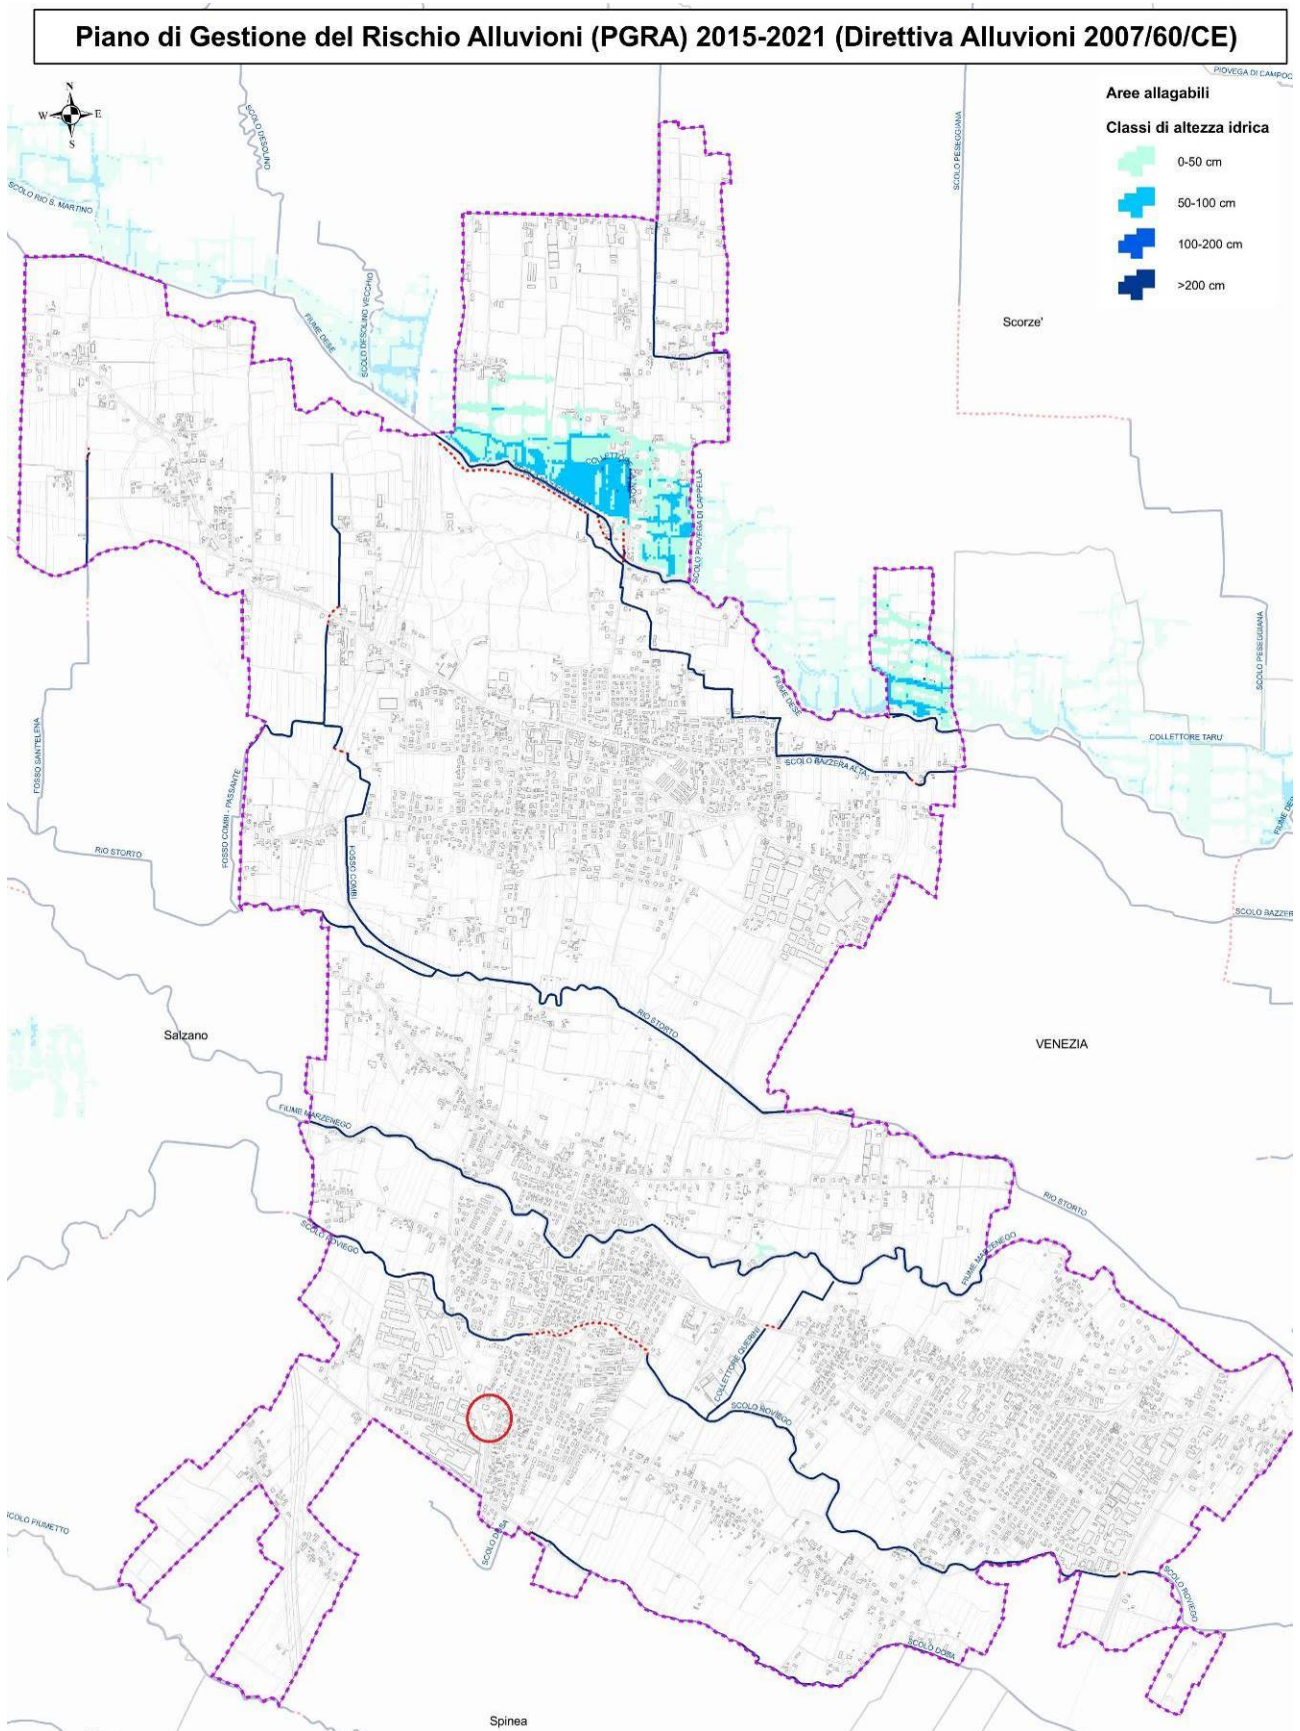 Piano di Gestione del Rischio Alluvioni (PGRA) 2015-2021 (Direttiva Alluvioni 2007/60/CE)
PIOVEGA DI CAMPOC
N
W E
S
Aree allagabili
Classi di altezza idrica
0-50 cm
50-100 cm
100-200 cm
>200 cm
SCOLO DESOLINO
SCOLO PESEGGIANA
SCOLO RIO S. MARTINO
SCOLO DESOLINO VECCHIO
FIUME DESE
Scorze'
SCOLO PIOVEGA DI CAPPELLA
SCOLO PESEGGIANA
FIUME DESE
FOSSO SANT'ELENA
COLLETTORE TARU'
SCOLO BAZZERA ALTA
FOSSO COMBI - PASSANTE
RIO STORTO
FOSSO COMBI
FIUME DES
SCOLO BAZZER
RIO STORTO
Salzano
VENEZIA
FIUME MARZENEGO
RIO STORTO
SCOLO ROVIEGO
FIUME MARZENEGO
COLLETTORE QUERINI
SCOLO ROVIEGO
SCOLO FIUMETTO
SCOLO DOSA
SCOLO ROVIEGO
SCOLO DOSA
Spinea